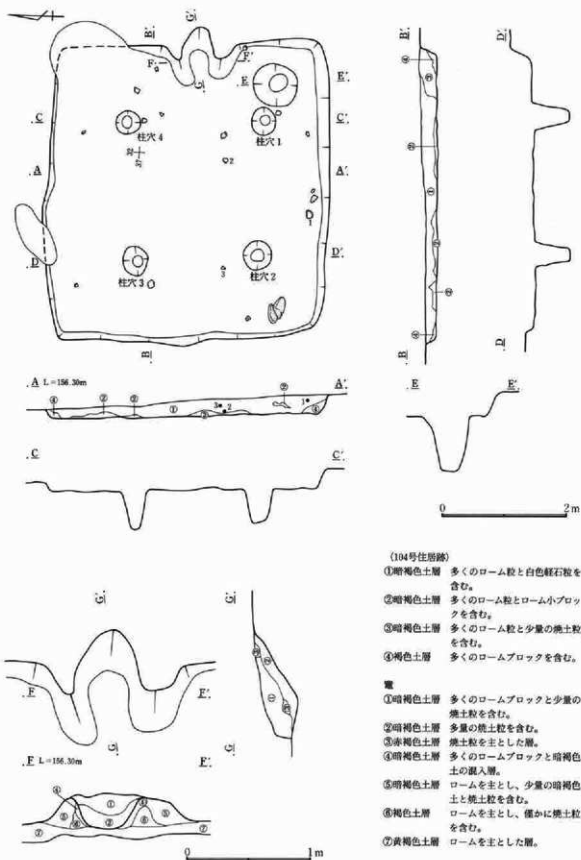 B′
G′
F
F′
G
E
E′
C
C′
柱穴4
柱穴1
2
A
A′
1
D
D′
3
柱穴3
柱穴2
B
B′
B
D′
D
A L=156.30m A′
④ ② ② ① 3 2 ② ② 1 ④
C C′
E E′
0 2m
G′
F F′
G
G′
G
F L=156.30m F′
0 1m
(104号住居跡)
①暗褐色土層 多くのローム粒と白色軽石粒を
含む。
②暗褐色土層 多くのローム粒とローム小ブロッ
クを含む。
③暗褐色土層 多くのローム粒と少量の焼土粒
を含む。
④褐色土層 多くのロームブロックを含む。
竈
①暗褐色土層 多くのロームブロックと少量の
焼土粒を含む。
②暗褐色土層 多量の焼土粒を含む。
③赤褐色土層 焼土粒を主とした層。
④暗褐色土層 多くのロームブロックと暗褐色
土の混入層。
⑤暗褐色土層 ロームを主とし、少量の暗褐色
土と焼土粒を含む。
⑥褐色土層 ロームを主とし、僅かに焼土粒
を含む。
⑦黄褐色土層 ロームを主とした層。